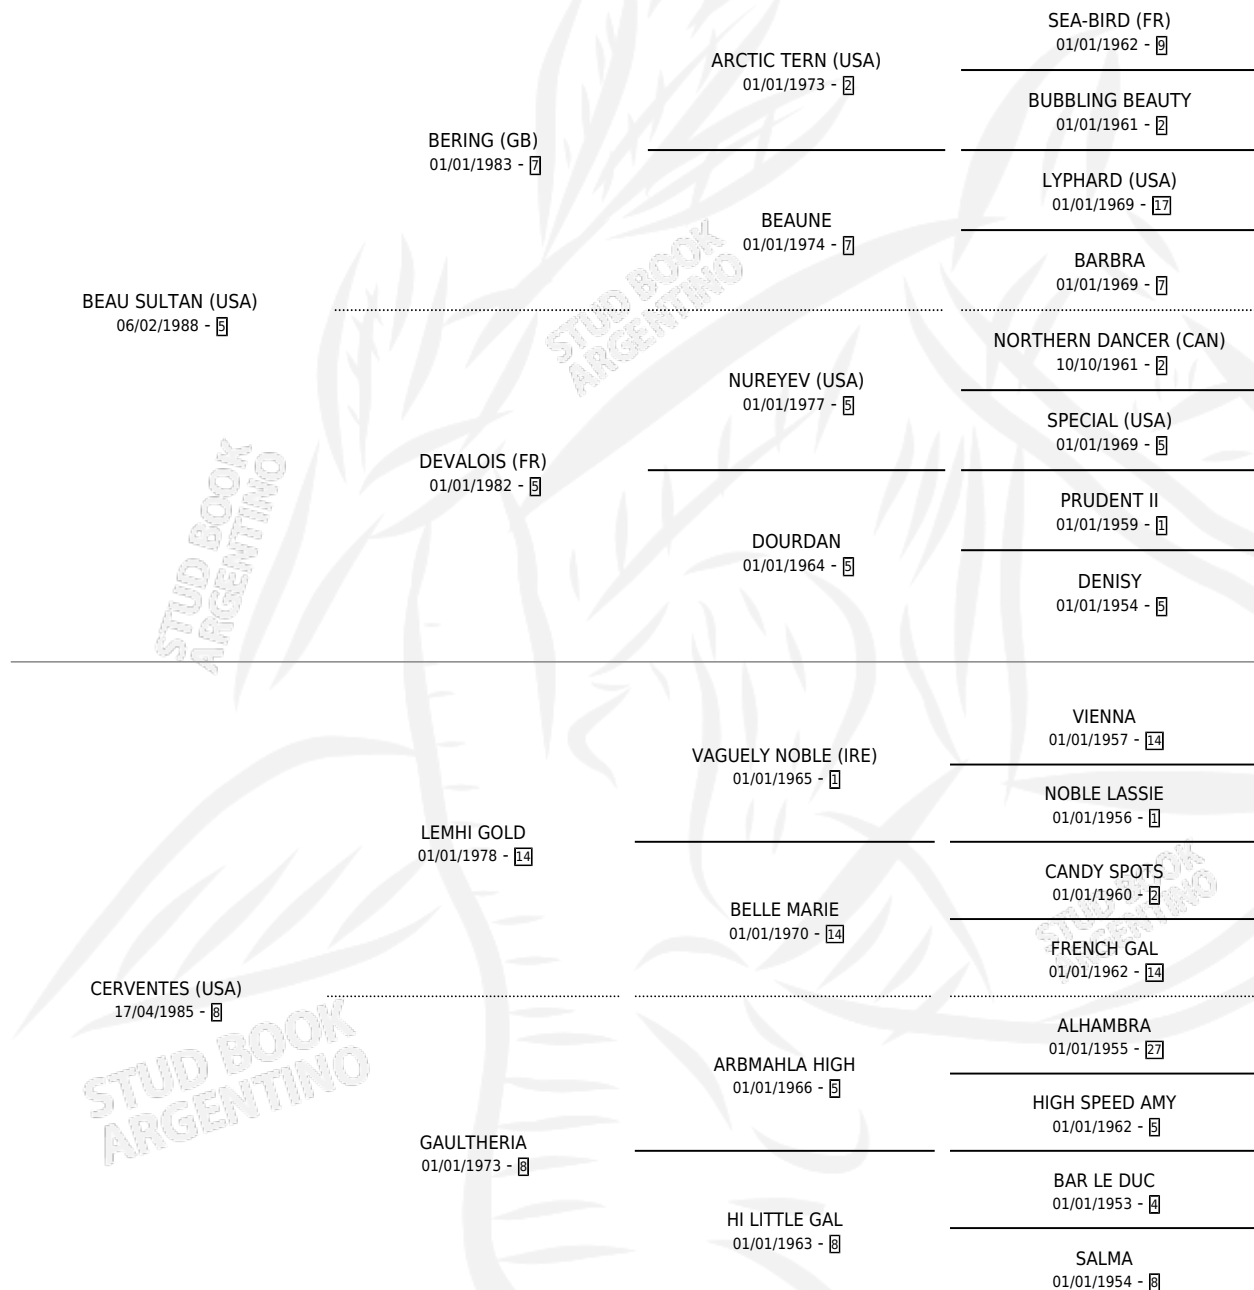 SEA-BIRD (FR)
01/01/1962 - 9
ARCTIC TERN (USA)
01/01/1973 - 2
BUBBLING BEAUTY
01/01/1961 - 2
BERING (GB)
01/01/1983 - 7
LYPHARD (USA)
01/01/1969 - 17
BEAUNE
01/01/1974 - 7
BARBRA
01/01/1969 - 7
BEAU SULTAN (USA)
06/02/1988 - 5
NORTHERN DANCER (CAN)
10/10/1961 - 2
NUREYEV (USA)
01/01/1977 - 5
SPECIAL (USA)
01/01/1969 - 5
DEVALOIS (FR)
01/01/1982 - 5
PRUDENT II
01/01/1959 - 1
DOURDAN
01/01/1964 - 5
DENISY
01/01/1954 - 5
VIENNA
01/01/1957 - 14
VAGUELY NOBLE (IRE)
01/01/1965 - 1
NOBLE LASSIE
01/01/1956 - 1
LEMHI GOLD
01/01/1978 - 14
CANDY SPOTS
01/01/1960 - 2
BELLE MARIE
01/01/1970 - 14
FRENCH GAL
01/01/1962 - 14
CERVENTES (USA)
17/04/1985 - 8
ALHAMBRA
01/01/1955 - 27
ARBMAHLA HIGH
01/01/1966 - 5
HIGH SPEED AMY
01/01/1962 - 5
GAULTHERIA
01/01/1973 - 8
BAR LE DUC
01/01/1953 - 4
HI LITTLE GAL
01/01/1963 - 8
SALMA
01/01/1954 - 8
STUD BOOK
ARGENTINO
STUD BOOK
ARGENTINO
STUD BOOK
ARGENTINO
STUD BOOK
ARGENTINO